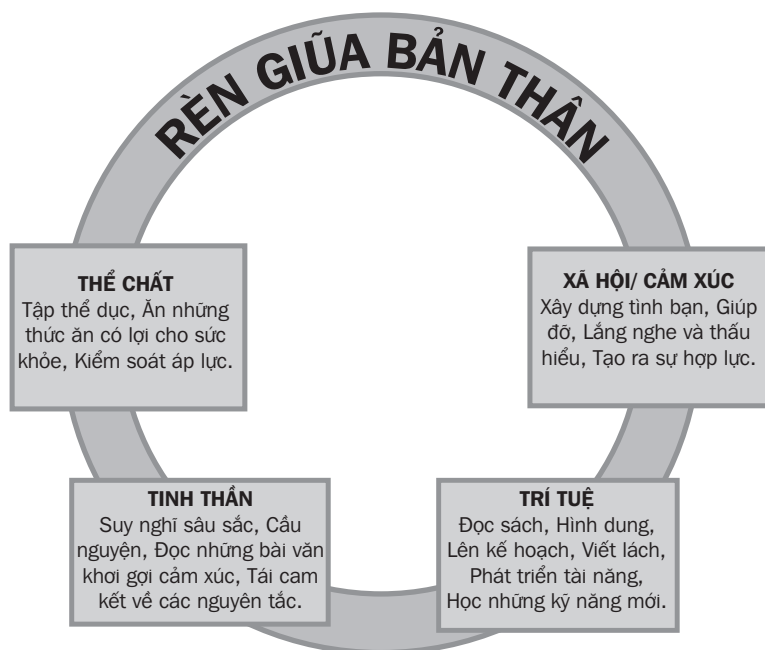 RÈN GIŨA BẢN THÂN
THỂ CHẤT
Tập thể dục, Ăn những
thức ăn có lợi cho sức
khỏe, Kiểm soát áp lực.
XÃ HỘI/ CẢM XÚC
Xây dựng tình bạn, Giúp
đỡ, Lắng nghe và thấu
hiểu, Tạo ra sự hợp lực.
TINH THẦN
Suy nghĩ sâu sắc, Cầu
nguyện, Đọc những bài văn
khơi gợi cảm xúc, Tái cam
kết về các nguyên tắc.
TRÍ TUỆ
Đọc sách, Hình dung,
Lên kế hoạch, Viết lách,
Phát triển tài năng,
Học những kỹ năng mới.